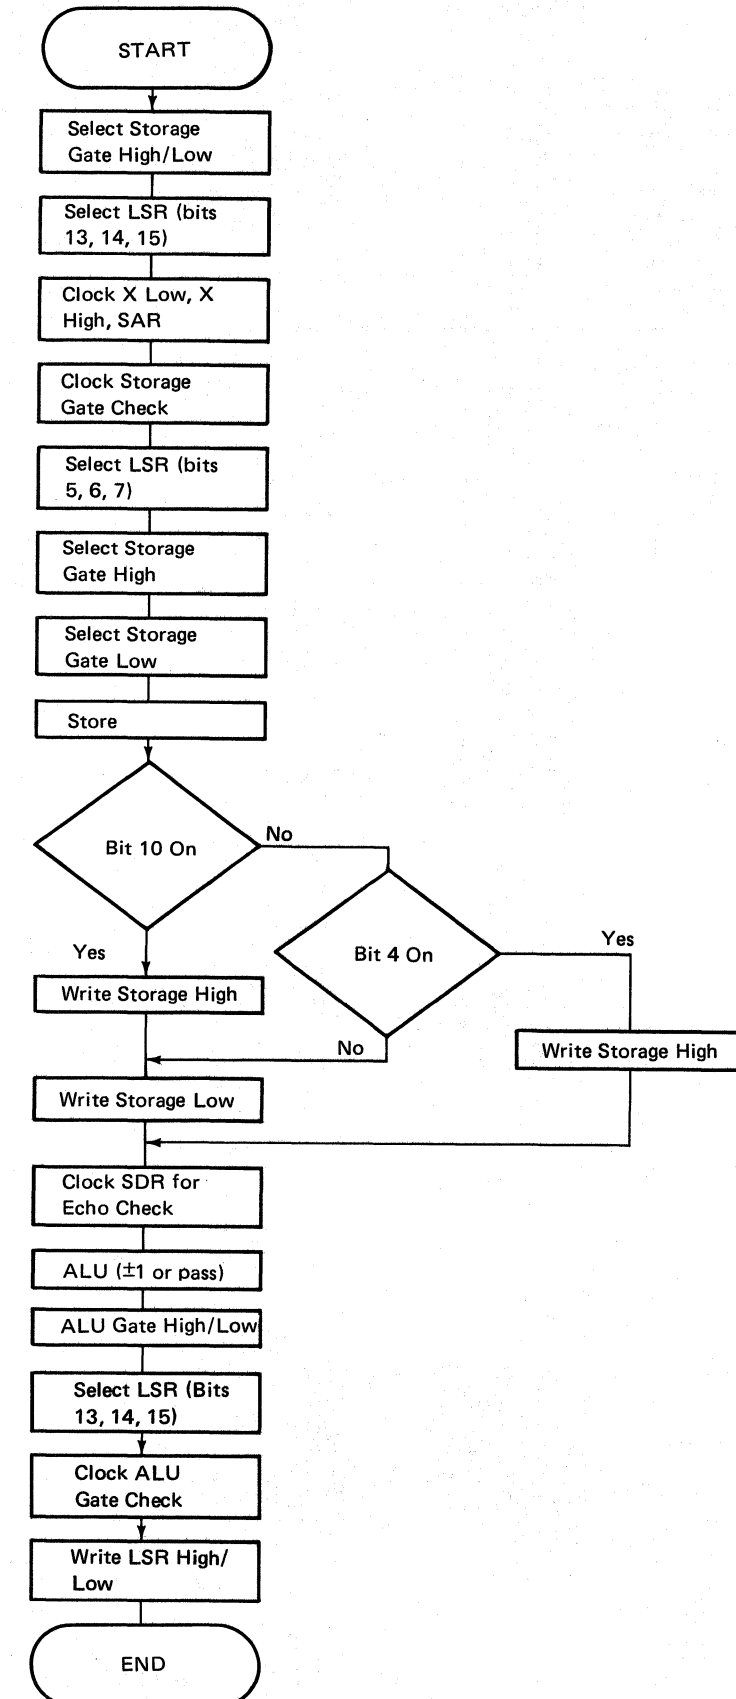 START
Select Storage
Gate High/Low
Select LSR (bits
13, 14, 15)
Clock X Low, X
High, SAR
Clock Storage
Gate Check
Select LSR (bits
5, 6, 7)
Select Storage
Gate High
Select Storage
Gate Low
Store
Bit 10 On
No
Bit 4 On
Yes
Yes
Write Storage High
No
Write Storage High
Write Storage Low
Clock SDR for
Echo Check
ALU (±1 or pass)
ALU Gate High/Low
Select LSR (Bits
13, 14, 15)
Clock ALU
Gate Check
Write LSR High/
Low
END